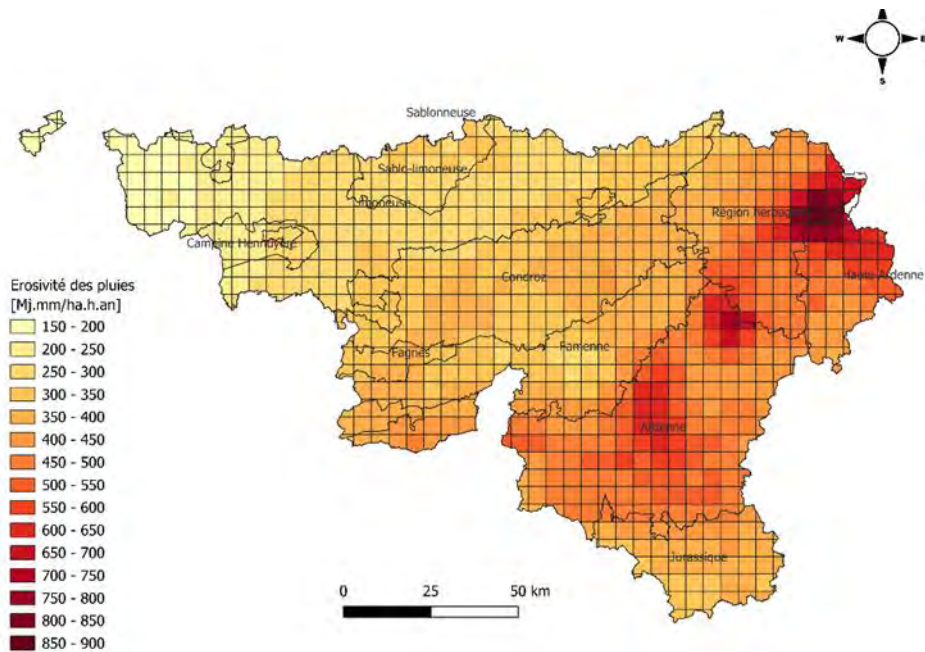 W
E
S
Sablonneuse
Sablo-limoneuse
Limoneuse
Région herbagère
Campine Hennuyère
Condroz
Haute Ardenne
Famenne
Fagnes
Ardenne
Jurassique
Erosivité des pluies
[Mj.mm/ha.h.an]
150 - 200
200 - 250
250 - 300
300 - 350
350 - 400
400 - 450
450 - 500
500 - 550
550 - 600
600 - 650
650 - 700
700 - 750
750 - 800
800 - 850
850 - 900
0 25 50 km